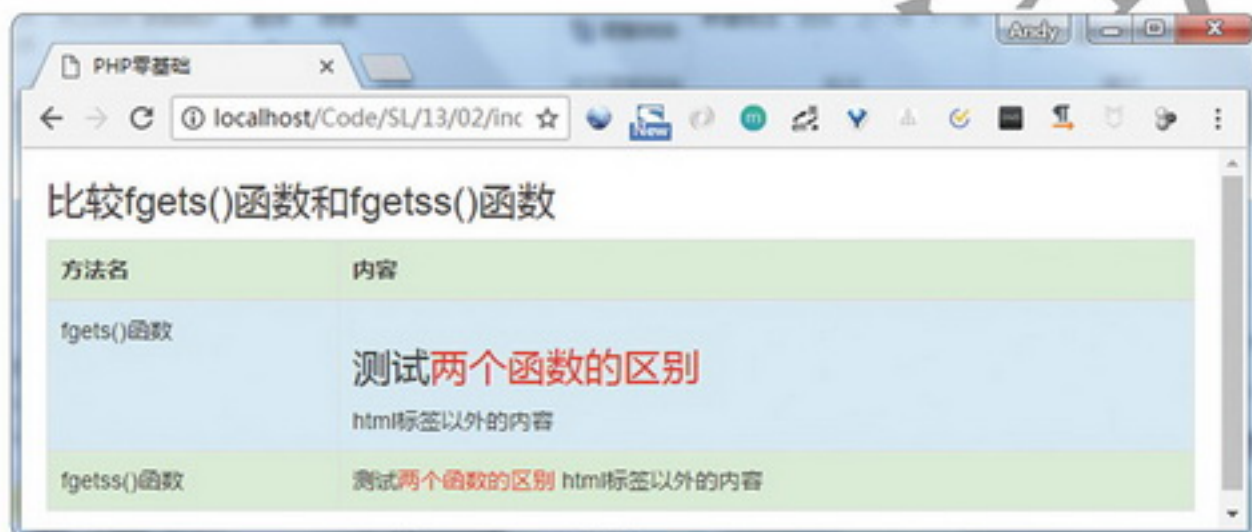 Andy
PHP零基础
localhost/Code/SL/13/02/inc
New
m
比较fgets()函数和fgetss()函数
方法名 内容
fgets()函数
测试两个函数的区别
html标签以外的内容
fgetss()函数 测试两个函数的区别 html标签以外的内容